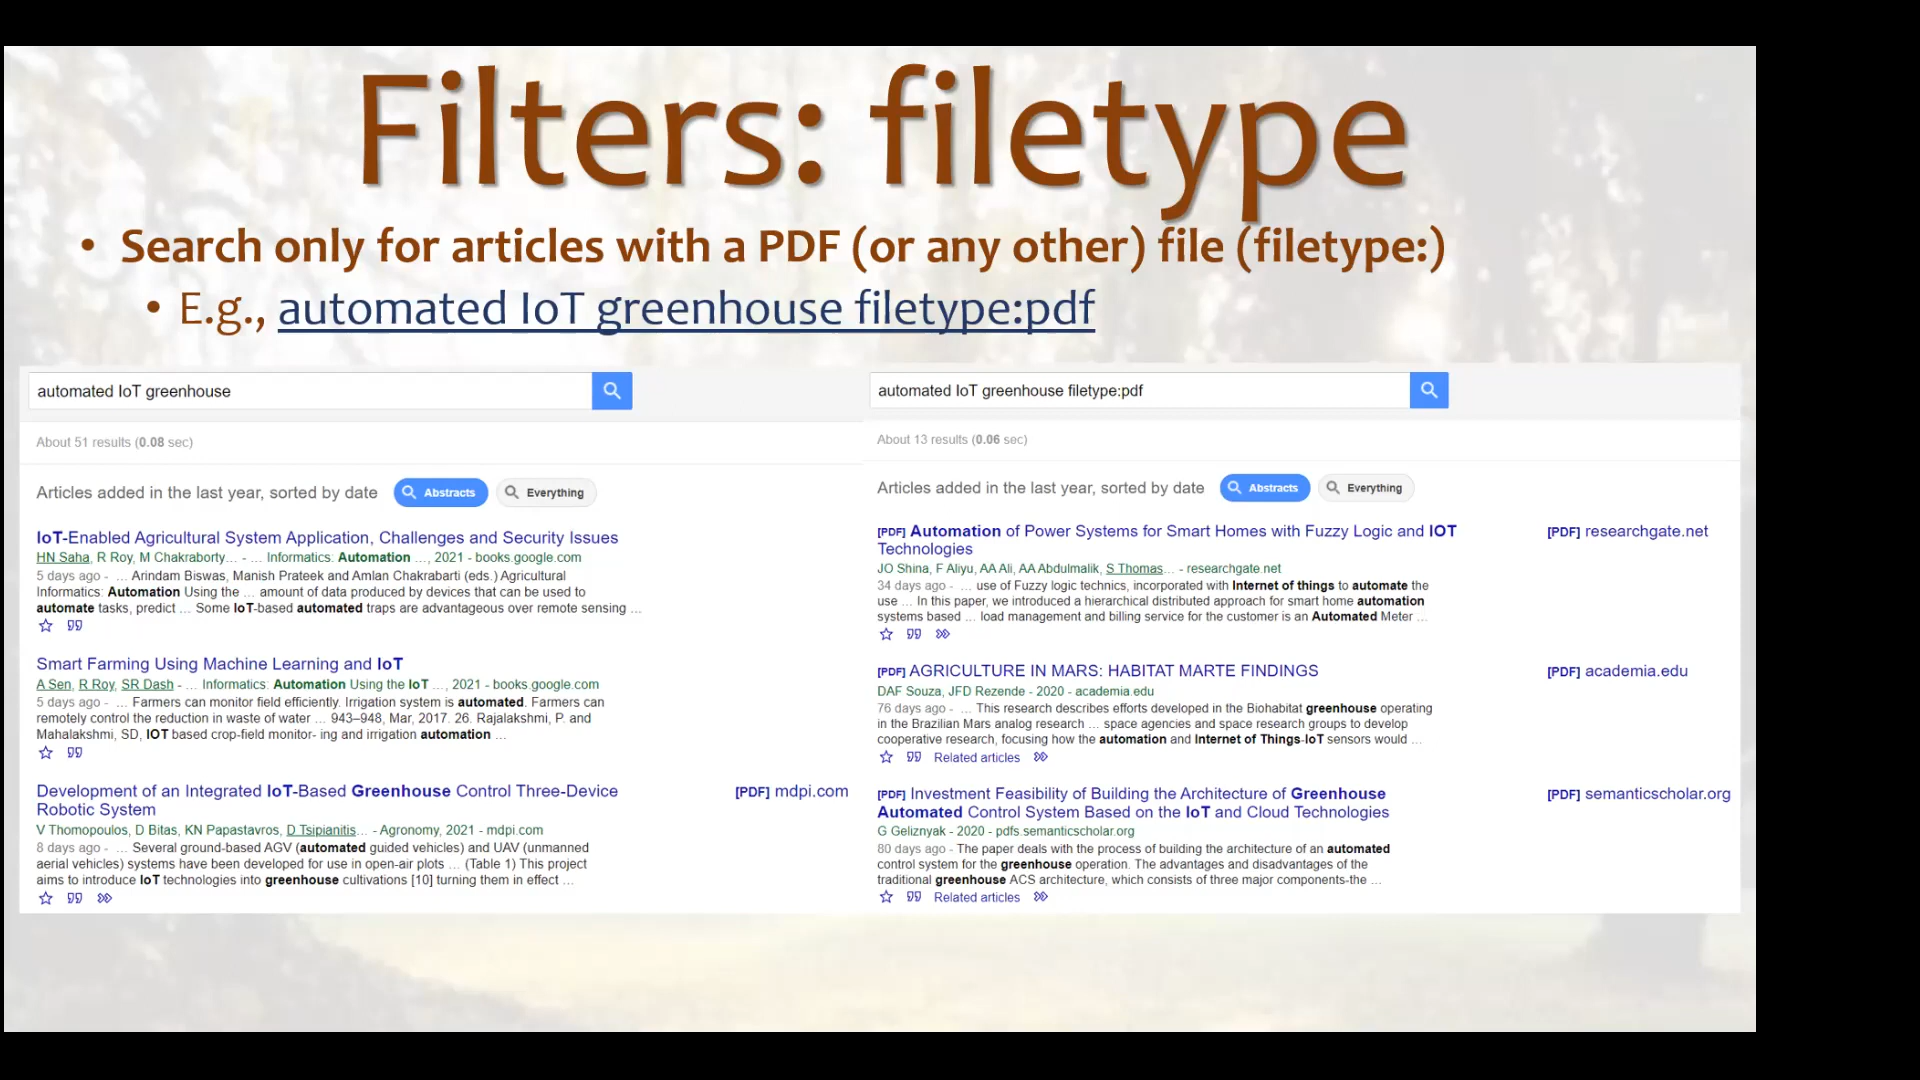 Filters: filetype
• Search only for articles with a PDF (or any other) file (filetype:)
• E.g., automated IoT greenhouse filetype:pdf
automated IoT greenhouse
About 51 results (0.08 sec)
Articles added in the last year, sorted by date Abstracts Everything
IoT-Enabled Agricultural System Application, Challenges and Security Issues
HN Saha, R Roy, M Chakraborty... - ... Informatics: Automation ..., 2021 - books.google.com
5 days ago - ... Arindam Biswas, Manish Prateek and Amlan Chakrabarti (eds.) Agricultural
Informatics: Automation Using the ... amount of data produced by devices that can be used to
automate tasks, predict ... Some IoT-based automated traps are advantageous over remote sensing ...
Smart Farming Using Machine Learning and IoT
A Sen, R Roy, SR Dash - ... Informatics: Automation Using the IoT ..., 2021 - books.google.com
5 days ago - ... Farmers can monitor field efficiently. Irrigation system is automated. Farmers can
remotely control the reduction in waste of water ... 943–948, Mar, 2017. 26. Rajalakshmi, P. and
Mahalakshmi, SD, IOT based crop-field monitor- ing and irrigation automation ...
Development of an Integrated IoT-Based Greenhouse Control Three-Device
Robotic System
[PDF] mdpi.com
V Thomopoulos, D Bitas, KN Papastavros, D Tsipianitis... - Agronomy, 2021 - mdpi.com
8 days ago - ... Several ground-based AGV (automated guided vehicles) and UAV (unmanned
aerial vehicles) systems have been developed for use in open-air plots ... (Table 1) This project
aims to introduce IoT technologies into greenhouse cultivations [10] turning them in effect ...
automated IoT greenhouse filetype:pdf
About 13 results (0.06 sec)
Articles added in the last year, sorted by date Abstracts Everything
[PDF] Automation of Power Systems for Smart Homes with Fuzzy Logic and IOT
Technologies
[PDF] researchgate.net
JO Shina, F Aliyu, AA Ali, AA Abdulmalik, S Thomas... - researchgate.net
34 days ago - ... use of Fuzzy logic technics, incorporated with Internet of things to automate the
use ... In this paper, we introduced a hierarchical distributed approach for smart home automation
systems based ... load management and billing service for the customer is an Automated Meter ...
[PDF] AGRICULTURE IN MARS: HABITAT MARTE FINDINGS
[PDF] academia.edu
DAF Souza, JFD Rezende - 2020 - academia.edu
76 days ago - ... This research describes efforts developed in the Biohabitat greenhouse operating
in the Brazilian Mars analog research ... space agencies and space research groups to develop
cooperative research, focusing how the automation and Internet of Things-IoT sensors would ...
Related articles
[PDF] Investment Feasibility of Building the Architecture of Greenhouse
Automated Control System Based on the IoT and Cloud Technologies
[PDF] semanticscholar.org
G Geliznyak - 2020 - pdfs.semanticscholar.org
80 days ago - The paper deals with the process of building the architecture of an automated
control system for the greenhouse operation. The advantages and disadvantages of the
traditional greenhouse ACS architecture, which consists of three major components-the ...
Related articles